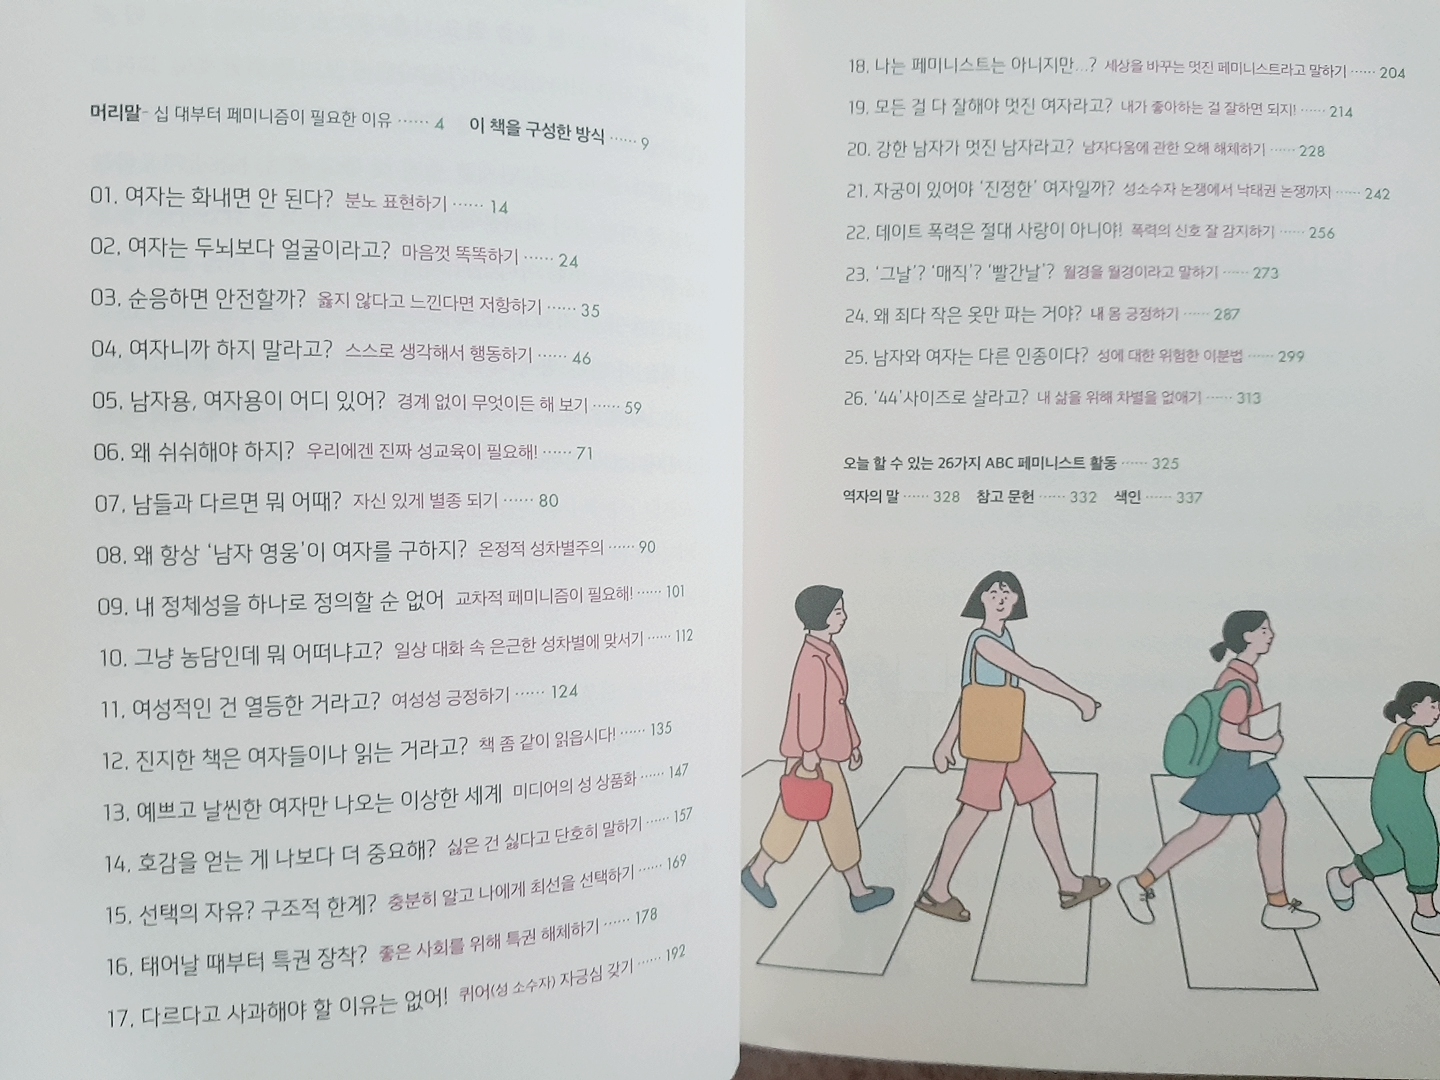 머리말- 십 대부터 페미니즘이 필요한 이유 ······ 4 이 책을 구성한 방식 ······ 9
01. 여자는 화내면 안 된다? 분노 표현하기 ······ 14
02. 여자는 두뇌보다 얼굴이라고? 마음껏 똑똑하기 ······ 24
03. 순응하면 안전할까? 옳지 않다고 느낀다면 저항하기 ······ 35
04. 여자니까 하지 말라고? 스스로 생각해서 행동하기 ······ 46
05. 남자용, 여자용이 어디 있어? 경계 없이 무엇이든 해 보기 ······ 59
06. 왜 쉬쉬해야 하지? 우리에겐 진짜 성교육이 필요해! ······ 71
07. 남들과 다르면 뭐 어때? 자신 있게 별종 되기 ······ 80
08. 왜 항상 ‘남자 영웅’이 여자를 구하지? 온정적 성차별주의 ······ 90
09. 내 정체성을 하나로 정의할 순 없어 교차적 페미니즘이 필요해! ······ 101
10. 그냥 농담인데 뭐 어떠냐고? 일상 대화 속 은근한 성차별에 맞서기 ······ 112
11. 여성적인 건 열등한 거라고? 여성성 긍정하기 ······ 124
12. 진지한 책은 여자들이나 읽는 거라고? 책 좀 같이 읽읍시다! ······ 135
13. 예쁘고 날씬한 여자만 나오는 이상한 세계 미디어의 성 상품화 ······ 147
14. 호감을 얻는 게 나보다 더 중요해? 싫은 건 싫다고 단호히 말하기 ······ 157
15. 선택의 자유? 구조적 한계? 충분히 알고 나에게 최선을 선택하기 ······ 169
16. 태어날 때부터 특권 장착? 좋은 사회를 위해 특권 해체하기 ······ 178
17. 다르다고 사과해야 할 이유는 없어! 퀴어(성 소수자) 자긍심 갖기 ······ 192
18. 나는 페미니스트는 아니지만...? 세상을 바꾸는 멋진 페미니스트라고 말하기 ······ 204
19. 모든 걸 다 잘해야 멋진 여자라고? 내가 좋아하는 걸 잘하면 되지! ······ 214
20. 강한 남자가 멋진 남자라고? 남자다움에 관한 오해 해체하기 ······ 228
21. 자궁이 있어야 ‘진정한’ 여자일까? 성소수자 논쟁에서 낙태권 논쟁까지 ······ 242
22. 데이트 폭력은 절대 사랑이 아니야! 폭력의 신호 잘 감지하기 ······ 256
23. ‘그날’? ‘매직’? ‘빨간날’? 월경을 월경이라고 말하기 ······ 273
24. 왜 죄다 작은 옷만 파는 거야? 내 몸 긍정하기 ······ 287
25. 남자와 여자는 다른 인종이다? 성에 대한 위험한 이분법 ······ 299
26. ‘44’사이즈로 살라고? 내 삶을 위해 차별을 없애기 ······ 313
오늘 할 수 있는 26가지 ABC 페미니스트 활동 ······ 325
역자의 말 ······ 328 참고 문헌 ······ 332 색인 ······ 337